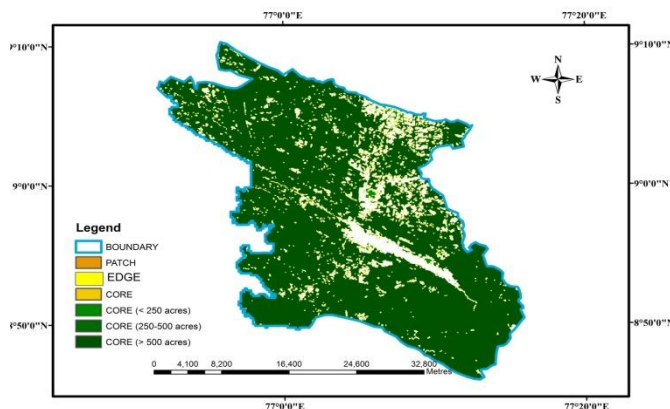 77°0'0"E 77°20'0"E
9°10'0"N 9°10'0"N
N
W E
S
9°0'0"N 9°0'0"N
Legend
BOUNDARY
PATCH
EDGE
CORE
CORE (< 250 acres)
CORE (250-500 acres)
CORE (> 500 acres)
8°50'0"N 8°50'0"N
0 4,100 8,200 16,400 24,600 32,800
Metres
77°0'0"E 77°20'0"E